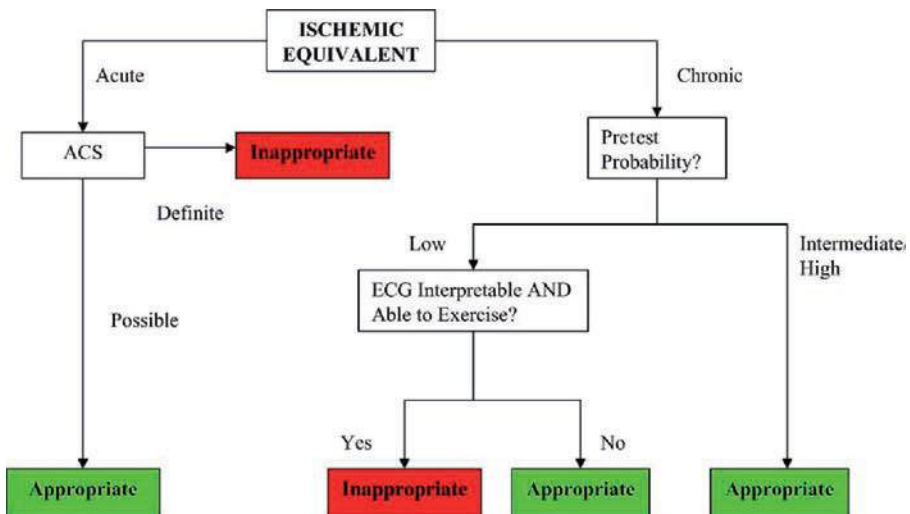 ISCHEMIC
EQUIVALENT
Acute
Chronic
ACS
Inappropriate
Pretest
Probability?
Definite
Low
Intermediate/
High
ECG Interpretable AND
Able to Exercise?
Possible
Yes
No
Appropriate
Inappropriate
Appropriate
Appropriate